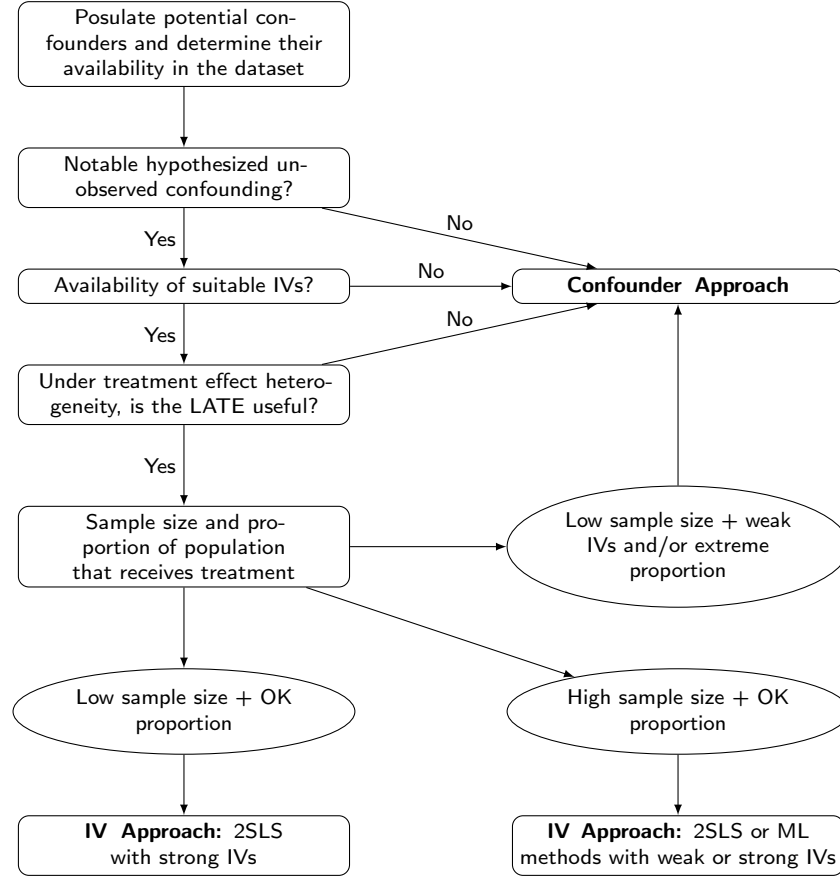 Posulate potential con-
founders and determine their
availability in the dataset
Notable hypothesized un-
observed confounding?
No
Yes
Availability of suitable IVs?
No
Confounder Approach
Yes
No
Under treatment effect hetero-
geneity, is the LATE useful?
Yes
Sample size and pro-
portion of population
that receives treatment
Low sample size + weak
IVs and/or extreme
proportion
Low sample size + OK
proportion
High sample size + OK
proportion
IV Approach: 2SLS
with strong IVs
IV Approach: 2SLS or ML
methods with weak or strong IVs